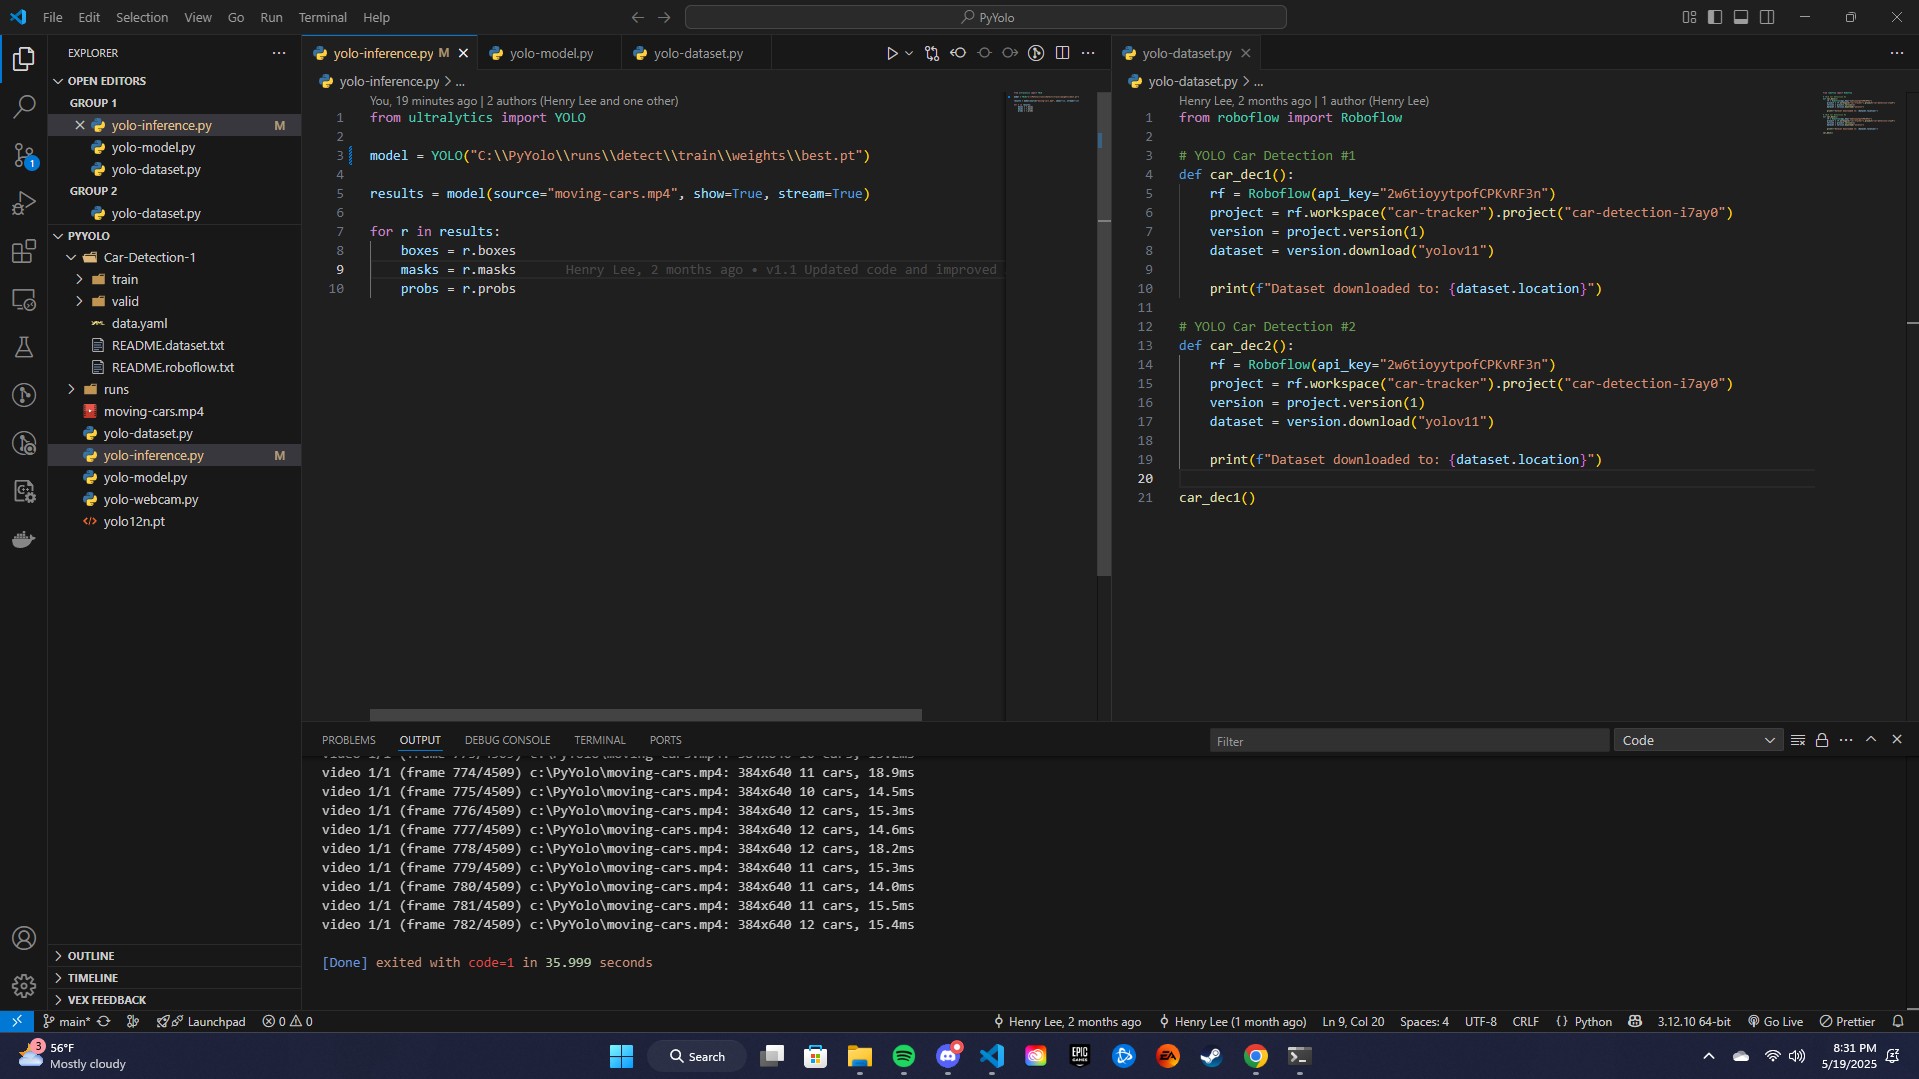 File Edit Selection View Go Run Terminal Help
PyYolo
EXPLORER
OPEN EDITORS
GROUP 1
yolo-inference.py M
yolo-model.py
yolo-dataset.py
GROUP 2
yolo-dataset.py
PYYOLO
Car-Detection-1
train
valid
data.yaml
README.dataset.txt
README.roboflow.txt
runs
moving-cars.mp4
yolo-dataset.py
yolo-inference.py M
yolo-model.py
yolo-webcam.py
yolo12n.pt
OUTLINE
TIMELINE
VEX FEEDBACK
1
yolo-inference.py M
yolo-model.py
yolo-dataset.py
yolo-inference.py > ...
You, 19 minutes ago | 2 authors (Henry Lee and one other)
1 from ultralytics import YOLO
2
3 model = YOLO("C:\\PyYolo\\runs\\detect\\train\\weights\\best.pt")
4
5 results = model(source="moving-cars.mp4", show=True, stream=True)
6
7 for r in results:
8 boxes = r.boxes
9 masks = r.masks Henry Lee, 2 months ago • v1.1 Updated code and improved
10 probs = r.probs
yolo-dataset.py
yolo-dataset.py > ...
Henry Lee, 2 months ago | 1 author (Henry Lee)
1 from roboflow import Roboflow
2
3 # YOLO Car Detection #1
4 def car_dec1():
5 rf = Roboflow(api_key="2w6tioyytpofCPKvRF3n")
6 project = rf.workspace("car-tracker").project("car-detection-i7ay0")
7 version = project.version(1)
8 dataset = version.download("yolov11")
9
10 print(f"Dataset downloaded to: {dataset.location}")
11
12 # YOLO Car Detection #2
13 def car_dec2():
14 rf = Roboflow(api_key="2w6tioyytpofCPKvRF3n")
15 project = rf.workspace("car-tracker").project("car-detection-i7ay0")
16 version = project.version(1)
17 dataset = version.download("yolov11")
18
19 print(f"Dataset downloaded to: {dataset.location}")
20
21 car_dec1()
PROBLEMS OUTPUT DEBUG CONSOLE TERMINAL PORTS
Filter
Code
video 1/1 (frame 774/4509) c:\PyYolo\moving-cars.mp4: 384x640 11 cars, 18.9ms
video 1/1 (frame 775/4509) c:\PyYolo\moving-cars.mp4: 384x640 10 cars, 14.5ms
video 1/1 (frame 776/4509) c:\PyYolo\moving-cars.mp4: 384x640 12 cars, 15.3ms
video 1/1 (frame 777/4509) c:\PyYolo\moving-cars.mp4: 384x640 12 cars, 14.6ms
video 1/1 (frame 778/4509) c:\PyYolo\moving-cars.mp4: 384x640 12 cars, 18.2ms
video 1/1 (frame 779/4509) c:\PyYolo\moving-cars.mp4: 384x640 11 cars, 15.3ms
video 1/1 (frame 780/4509) c:\PyYolo\moving-cars.mp4: 384x640 11 cars, 14.0ms
video 1/1 (frame 781/4509) c:\PyYolo\moving-cars.mp4: 384x640 11 cars, 15.5ms
video 1/1 (frame 782/4509) c:\PyYolo\moving-cars.mp4: 384x640 12 cars, 15.4ms
[Done] exited with code=1 in 35.999 seconds
main* Launchpad 0 0
Henry Lee, 2 months ago Henry Lee (1 month ago) Ln 9, Col 20 Spaces: 4 UTF-8 CRLF {} Python 3.12.10 64-bit Go Live Prettier
3
56°F
Mostly cloudy
Search
EPIC GAMES
EA
8:31 PM
5/19/2025